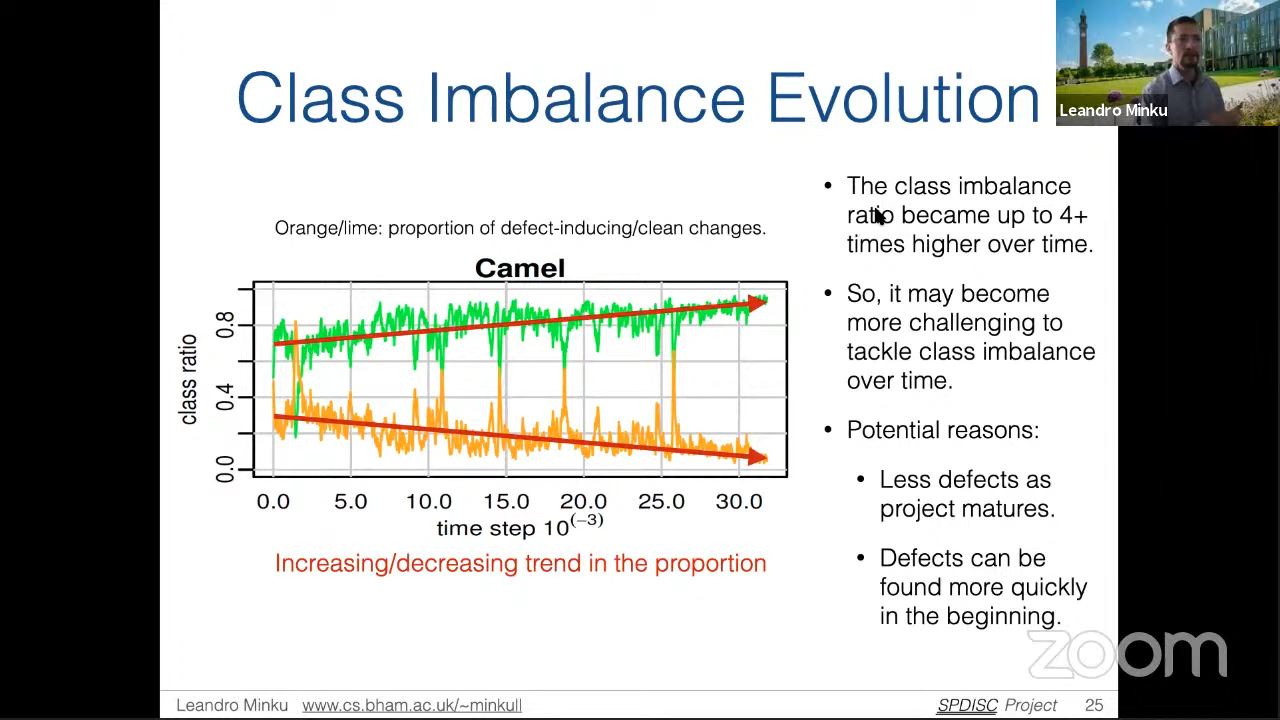 Class Imbalance Evolution
Leandro Minku
Orange/lime: proportion of defect-inducing/clean changes.
Camel
class ratio
0.8
0.4
0.0
0.0 5.0 10.0 15.0 20.0 25.0 30.0
time step 10(−3)
Increasing/decreasing trend in the proportion
• The class imbalance
ratio became up to 4+
times higher over time.
• So, it may become
more challenging to
tackle class imbalance
over time.
• Potential reasons:
• Less defects as
project matures.
• Defects can be
found more quickly
in the beginning.
zoom
Leandro Minku www.cs.bham.ac.uk/~minkull
SPDISC Project 25